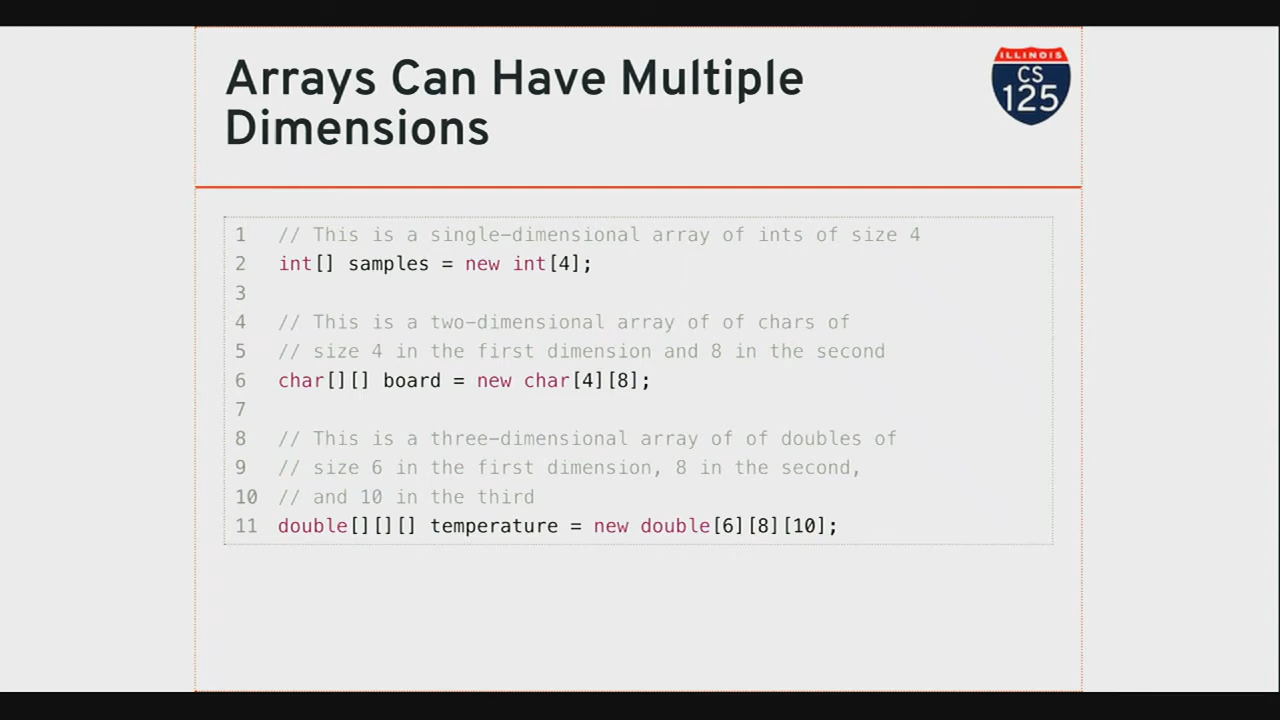 Arrays Can Have Multiple
Dimensions
ILLINOIS
CS
125
1 // This is a single-dimensional array of ints of size 4
2 int[] samples = new int[4];
3
4 // This is a two-dimensional array of of chars of
5 // size 4 in the first dimension and 8 in the second
6 char[][] board = new char[4][8];
7
8 // This is a three-dimensional array of of doubles of
9 // size 6 in the first dimension, 8 in the second,
10 // and 10 in the third
11 double[][][] temperature = new double[6][8][10];